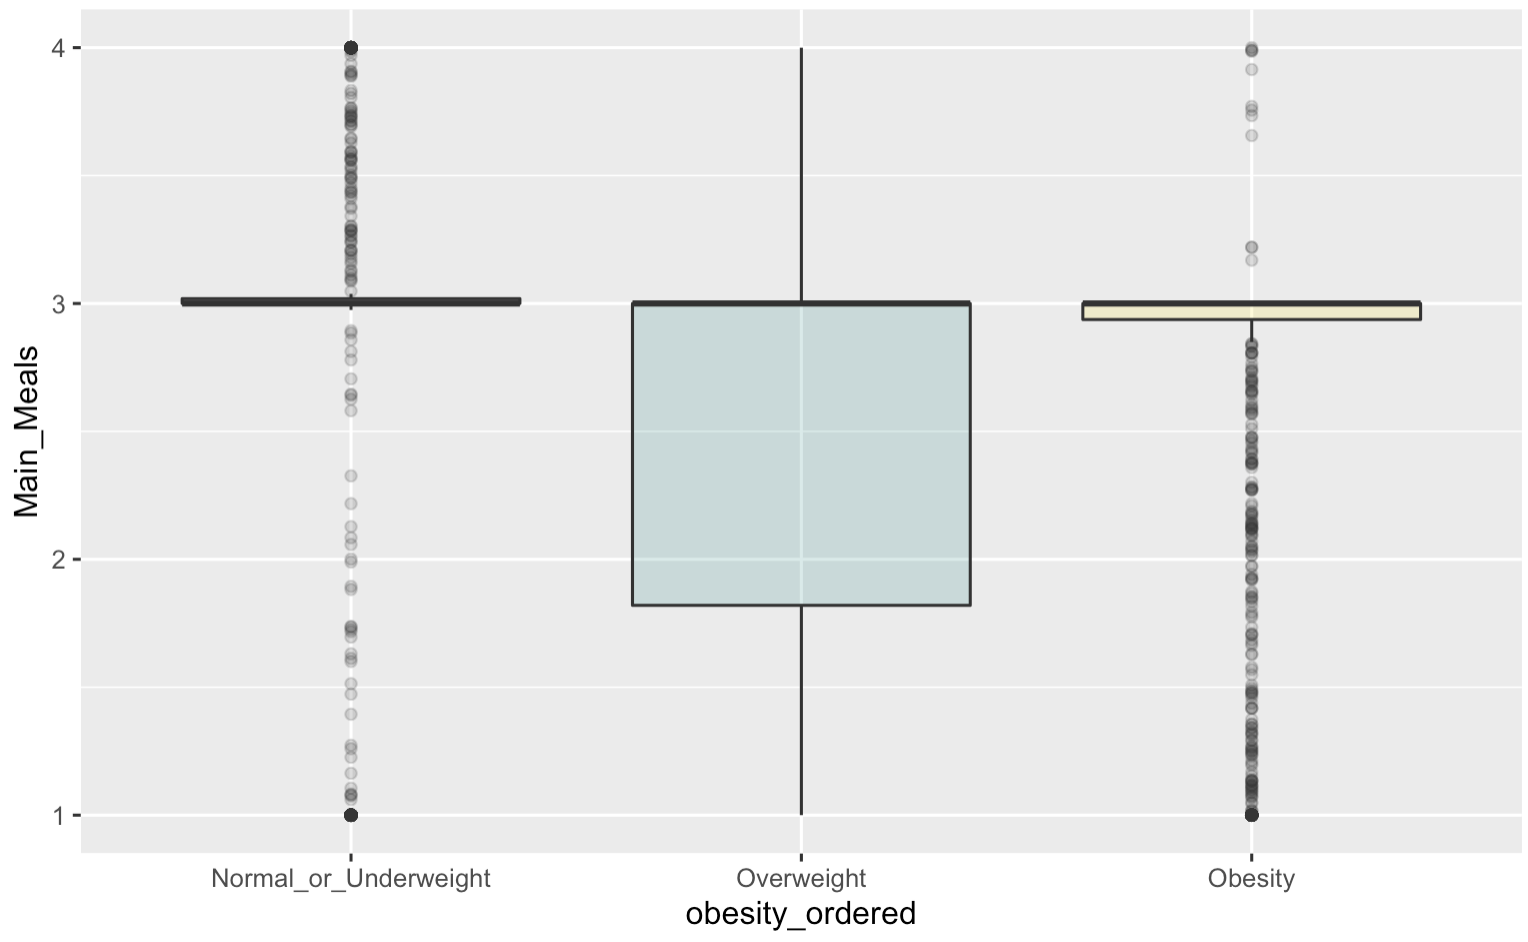 Main_Meals
4
3
2
1
Normal_or_Underweight
Overweight
Obesity
obesity_ordered